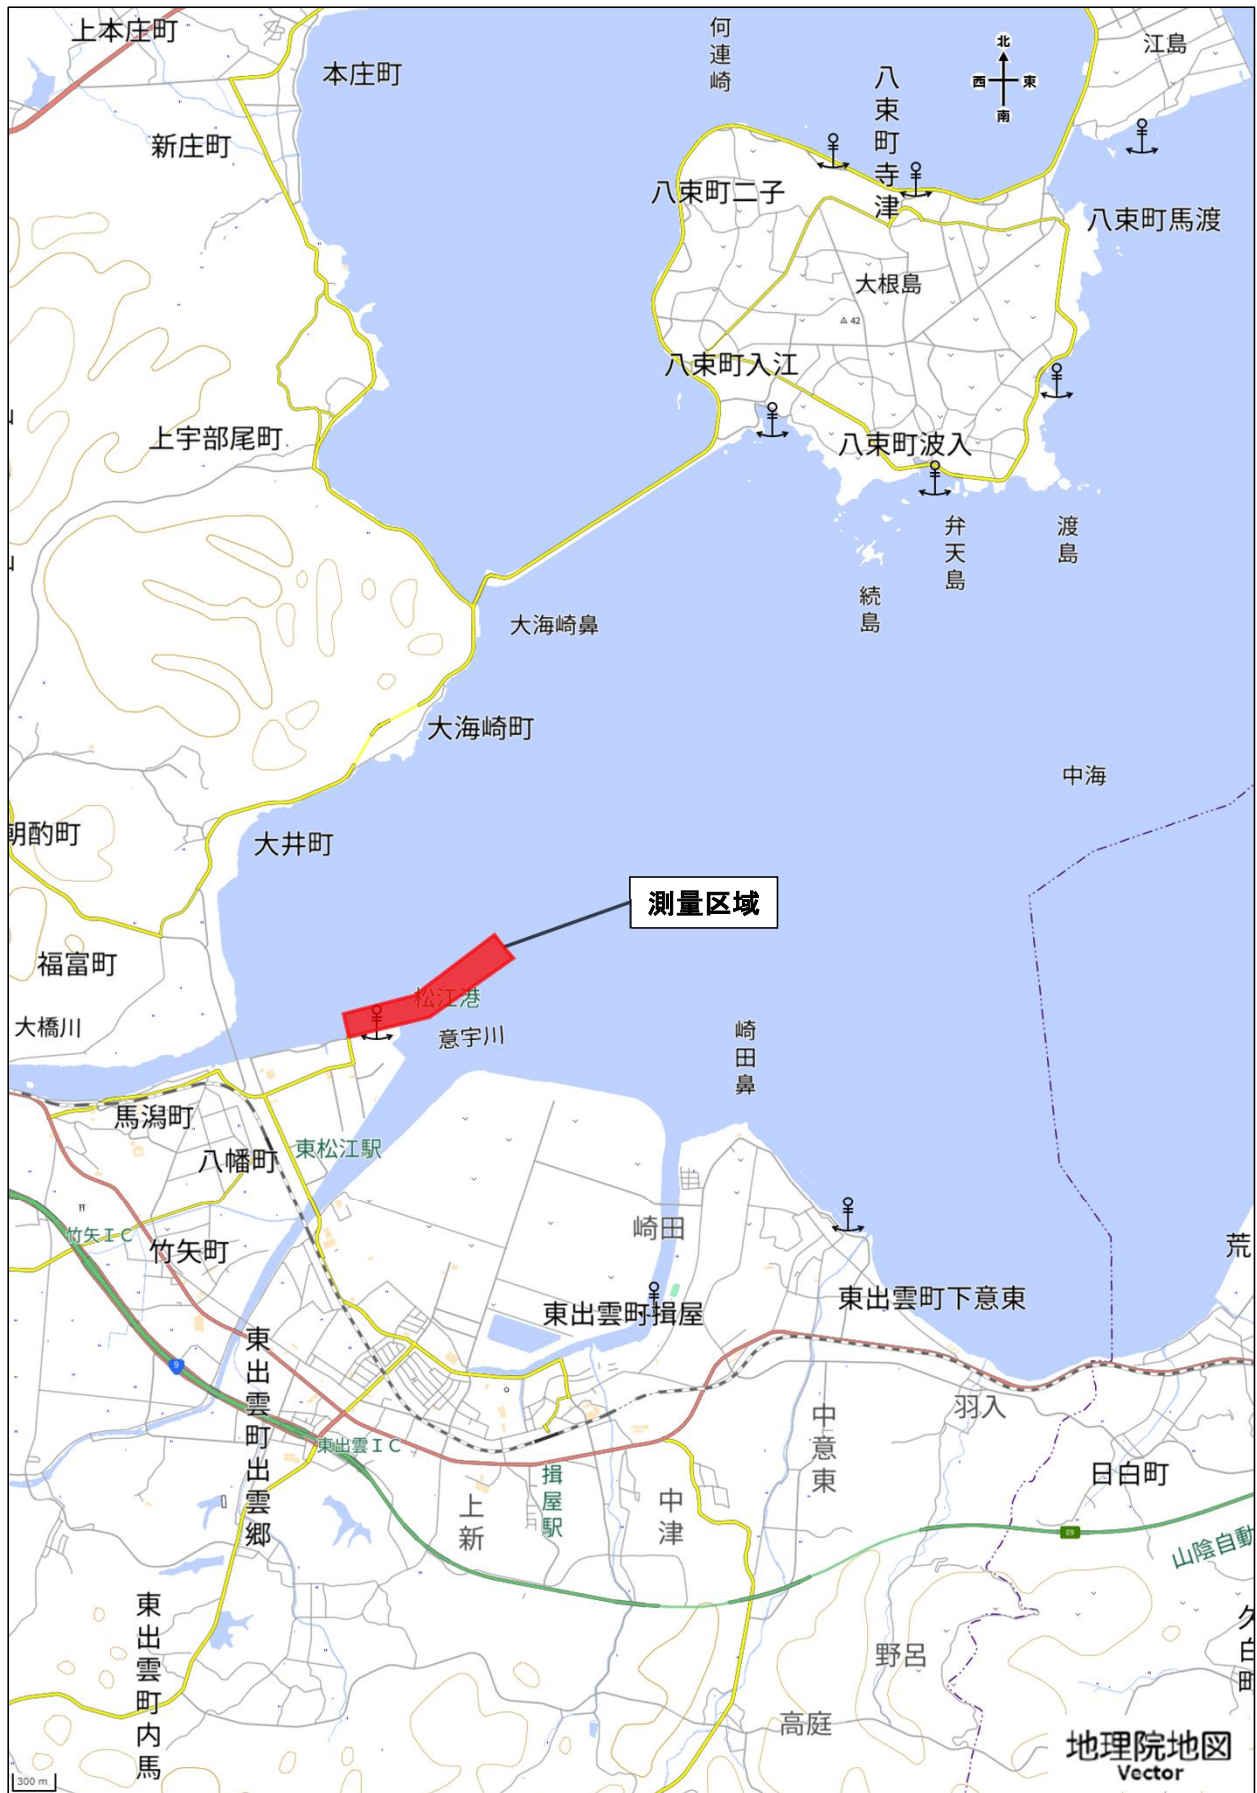 上本庄町
本庄町
何連崎
江島
北
西
東
南
八束町寺津
新庄町
八束町二子
八束町馬渡
大根島
42
八束町入江
上宇部尾町
八束町波入
弁天島
渡島
続島
大海崎鼻
大海崎町
中海
朝酌町
大井町
測量区域
福富町
松江港
大橋川
意宇川
崎田鼻
馬潟町
東松江駅
八幡町
竹矢IC
竹矢町
崎田
荒
東出雲町揖屋
東出雲町下意東
東出雲町出雲郷
9
羽入
中意東
東出雲IC
揖屋駅
上新
中津
日白町
E9
山陰自動
東出雲町内馬
久白町
野呂
高庭
地理院地図
Vector
300 m